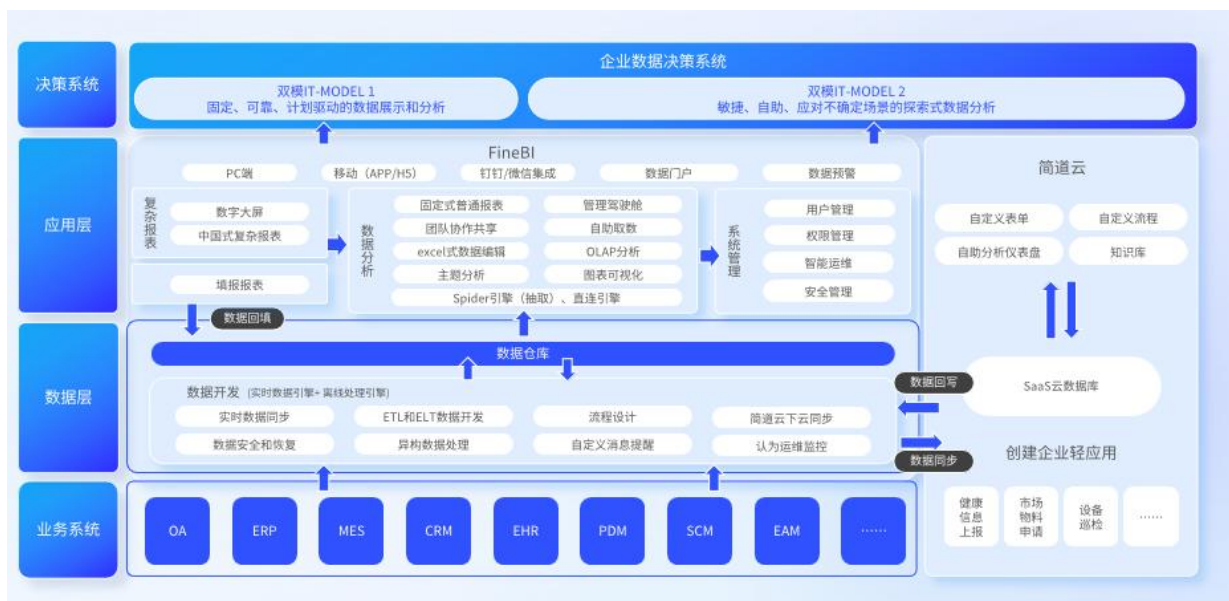 决策系统
企业数据决策系统
双模IT-MODEL 1
固定、可靠、计划驱动的数据展示和分析
双模IT-MODEL 2
敏捷、自助、应对不确定场景的探索式数据分析
应用层
FineBI
PC端
移动（APP/H5）
钉钉/微信集成
数据门户
数据预警
复杂报表
数字大屏
中国式复杂报表
填报报表
数据分析
固定式普通报表
管理驾驶舱
团队协作共享
自助取数
excel式数据编辑
OLAP分析
主题分析
图表可视化
Spider引擎（抽取）、直连引擎
系统管理
用户管理
权限管理
智能运维
安全管理
数据回填
数据层
数据仓库
数据开发 (实时数据引擎+离线处理引擎)
实时数据同步
ETL和ELT数据开发
流程设计
简道云下云同步
数据安全和恢复
异构数据处理
自定义消息提醒
认为运维监控
业务系统
OA
ERP
MES
CRM
EHR
PDM
SCM
EAM
······
简道云
自定义表单
自定义流程
自助分析仪表盘
知识库
SaaS云数据库
数据回写
数据同步
创建企业轻应用
健康
信息
上报
市场
物料
申请
设备
巡检
······